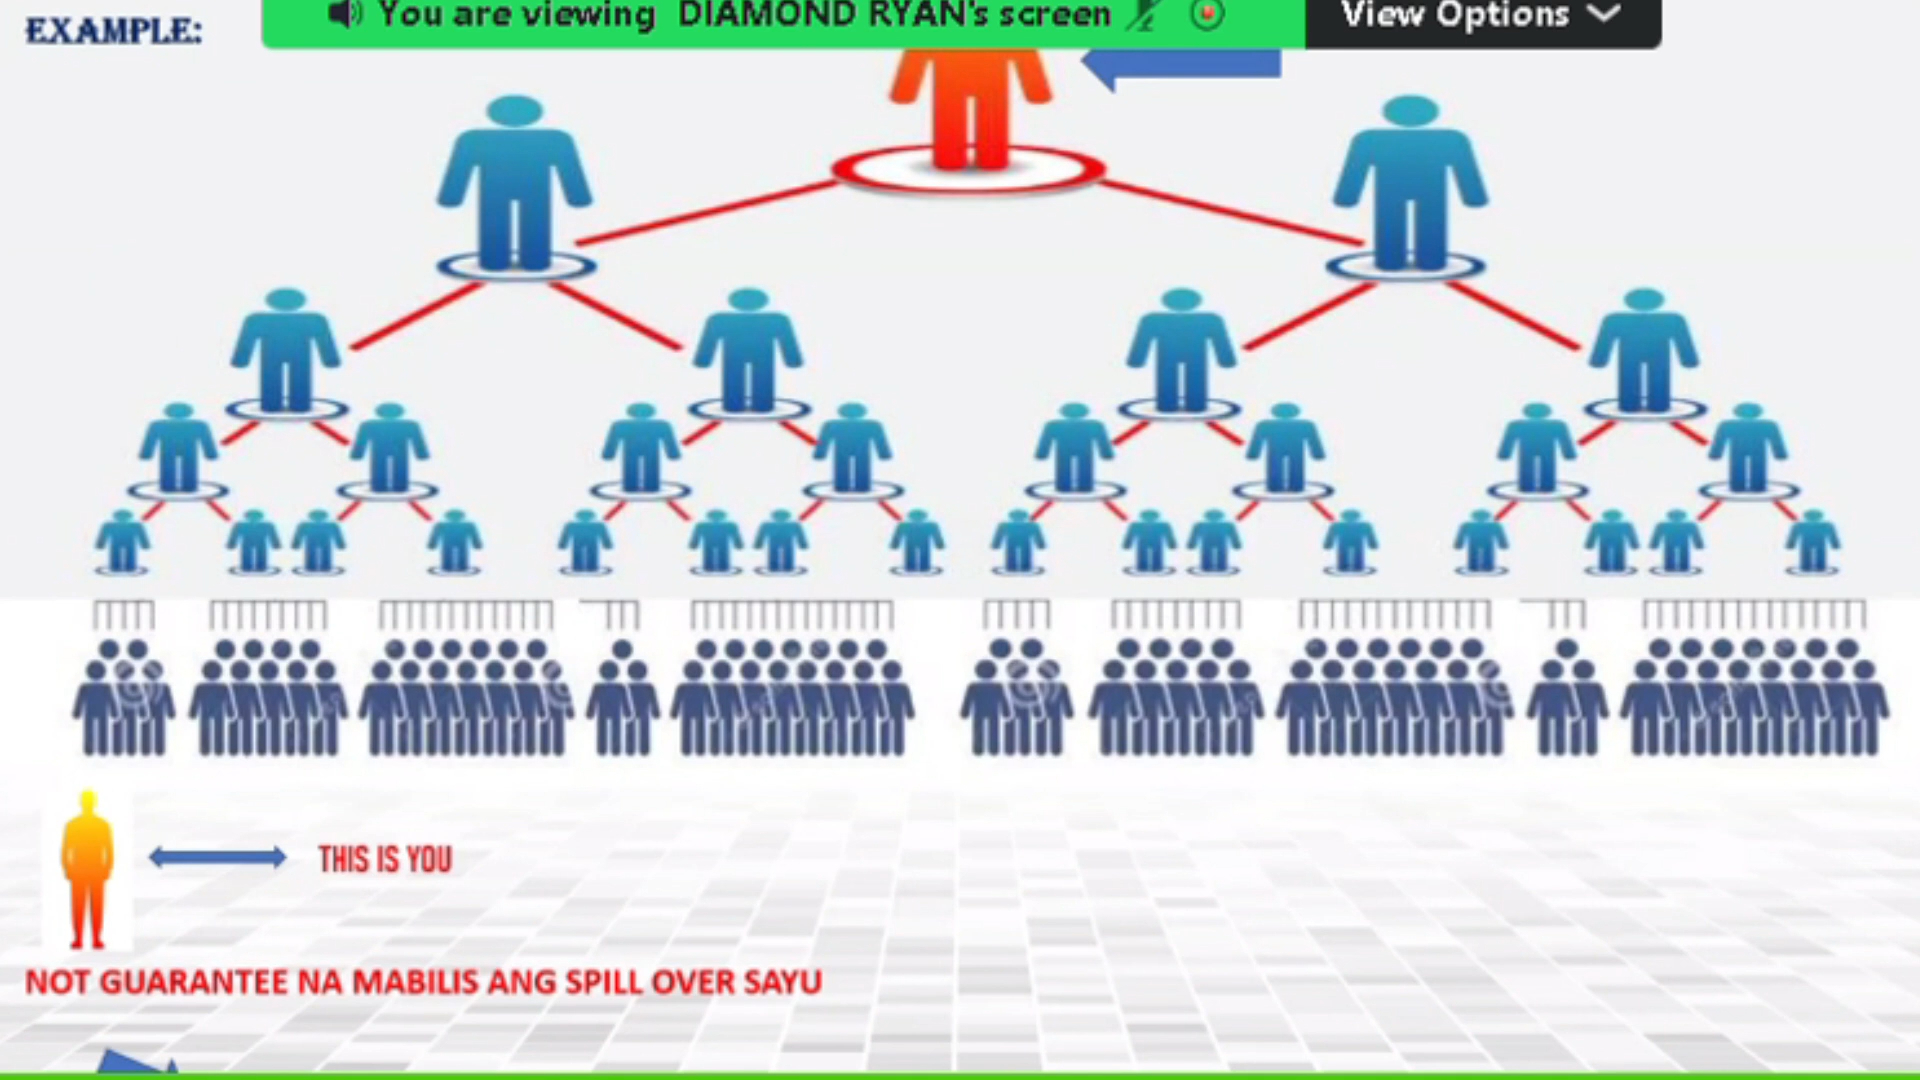 EXAMPLE:
You are viewing DIAMOND RYAN's screen
View Options
THIS IS YOU
NOT GUARANTEE NA MABILIS ANG SPILL OVER SAYU